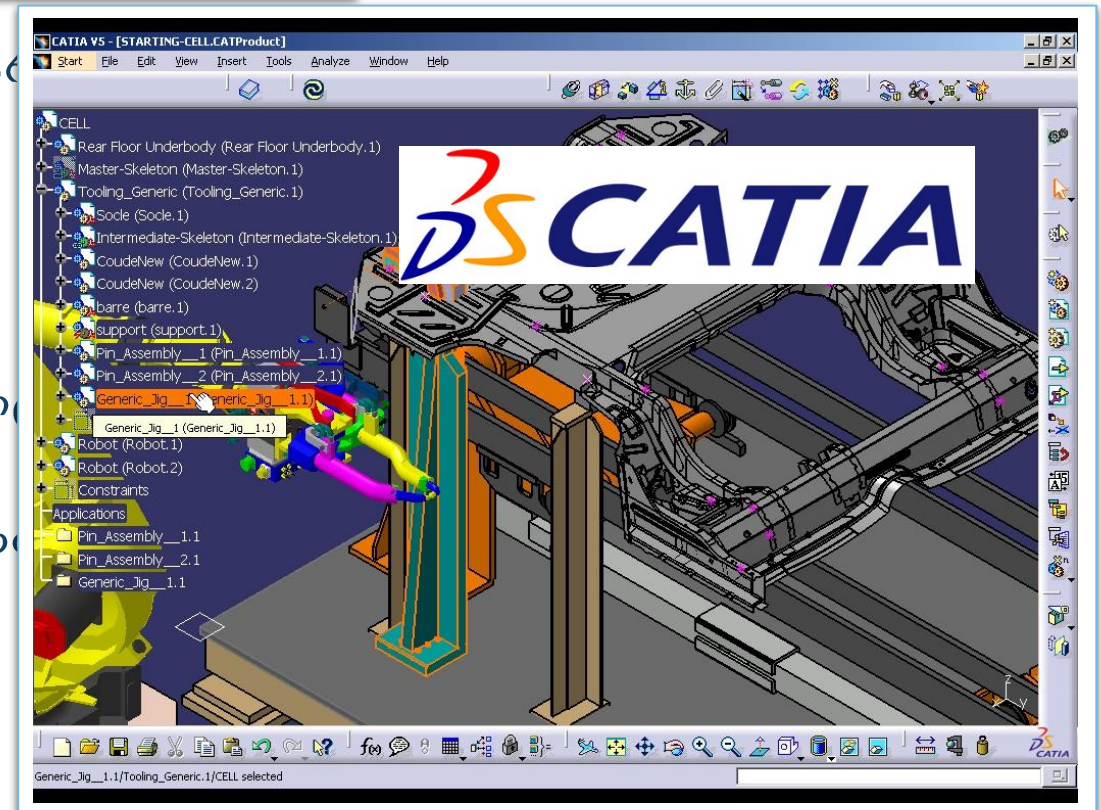 CATIA V5 - [STARTING-CELL.CATProduct]
Start File Edit View Insert Tools Analyze Window Help
CELL
Rear Floor Underbody (Rear Floor Underbody.1)
Master-Skeleton (Master-Skeleton.1)
Tooling_Generic (Tooling_Generic.1)
Socle (Socle.1)
Intermediate-Skeleton (Intermediate-Skeleton.1)
CoudeNew (CoudeNew.1)
CoudeNew (CoudeNew.2)
barre (barre.1)
support (support.1)
Pin_Assembly__1 (Pin_Assembly__1.1)
Pin_Assembly__2 (Pin_Assembly__2.1)
Generic_Jig__1 (Generic_Jig__1.1)
Generic_Jig__1 (Generic_Jig__1.1)
Robot (Robot.1)
Robot (Robot.2)
Constraints
Applications
Pin_Assembly__1.1
Pin_Assembly__2.1
Generic_Jig__1.1
CATIA
z
y
x
f(x)
CATIA
Generic_Jig__1.1/Tooling_Generic.1/CELL selected